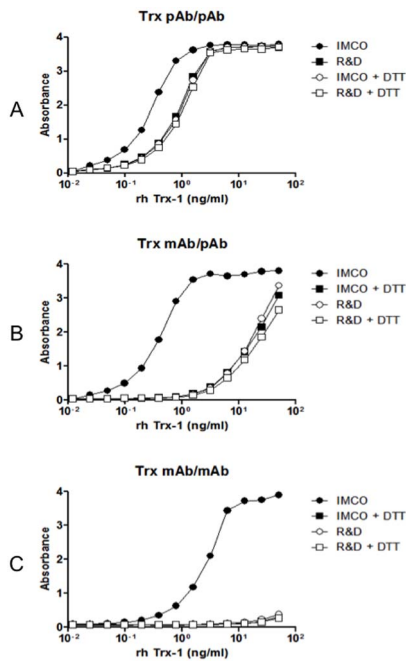 Trx pAb/pAb
A
Absorbance
4
3
2
1
0
10-2 10-1 100 101 102
rh Trx-1 (ng/ml)
IMCO
R&D
IMCO + DTT
R&D + DTT
Trx mAb/pAb
B
Absorbance
4
3
2
1
0
10-2 10-1 100 101 102
rh Trx-1 (ng/ml)
IMCO
IMCO + DTT
R&D
R&D + DTT
Trx mAb/mAb
C
Absorbance
4
3
2
1
0
10-2 10-1 100 101 102
rh Trx-1 (ng/ml)
IMCO
IMCO + DTT
R&D
R&D + DTT